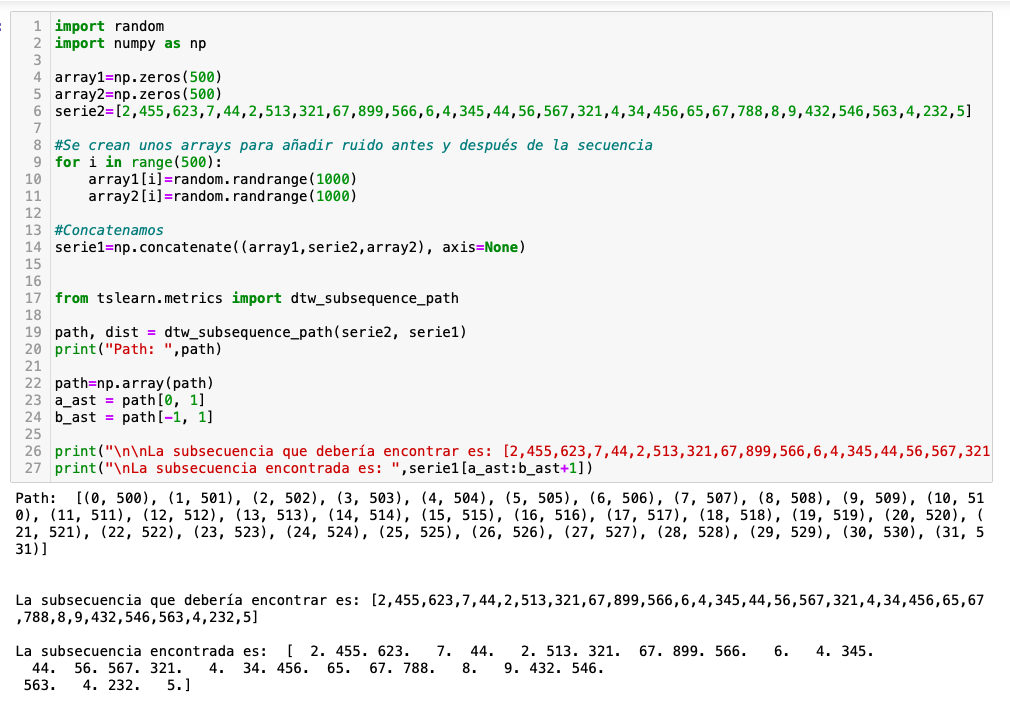 1 import random
2 import numpy as np
3
4 array1=np.zeros(500)
5 array2=np.zeros(500)
6 serie2=[2,455,623,7,44,2,513,321,67,899,566,6,4,345,44,56,567,321,4,34,456,65,67,788,8,9,432,546,563,4,232,5]
7
8 #Se crean unos arrays para añadir ruido antes y después de la secuencia
9 for i in range(500):
10     array1[i]=random.randrange(1000)
11     array2[i]=random.randrange(1000)
12
13 #Concatenamos
14 serie1=np.concatenate((array1,serie2,array2), axis=None)
15
16
17 from tslearn.metrics import dtw_subsequence_path
18
19 path, dist = dtw_subsequence_path(serie2, serie1)
20 print("Path: ",path)
21
22 path=np.array(path)
23 a_ast = path[0, 1]
24 b_ast = path[-1, 1]
25
26 print("\n\nLa subsecuencia que debería encontrar es: [2,455,623,7,44,2,513,321,67,899,566,6,4,345,44,56,567,321
27 print("\nLa subsecuencia encontrada es: ",serie1[a_ast:b_ast+1])
Path:  [(0, 500), (1, 501), (2, 502), (3, 503), (4, 504), (5, 505), (6, 506), (7, 507), (8, 508), (9, 509), (10, 51
0), (11, 511), (12, 512), (13, 513), (14, 514), (15, 515), (16, 516), (17, 517), (18, 518), (19, 519), (20, 520), (
21, 521), (22, 522), (23, 523), (24, 524), (25, 525), (26, 526), (27, 527), (28, 528), (29, 529), (30, 530), (31, 5
31)]
La subsecuencia que debería encontrar es: [2,455,623,7,44,2,513,321,67,899,566,6,4,345,44,56,567,321,4,34,456,65,67
,788,8,9,432,546,563,4,232,5]
La subsecuencia encontrada es:  [  2. 455. 623.   7.  44.   2. 513. 321.  67. 899. 566.   6.   4. 345.
  44.  56. 567. 321.   4.  34. 456.  65.  67. 788.   8.   9. 432. 546.
 563.   4. 232.   5.]